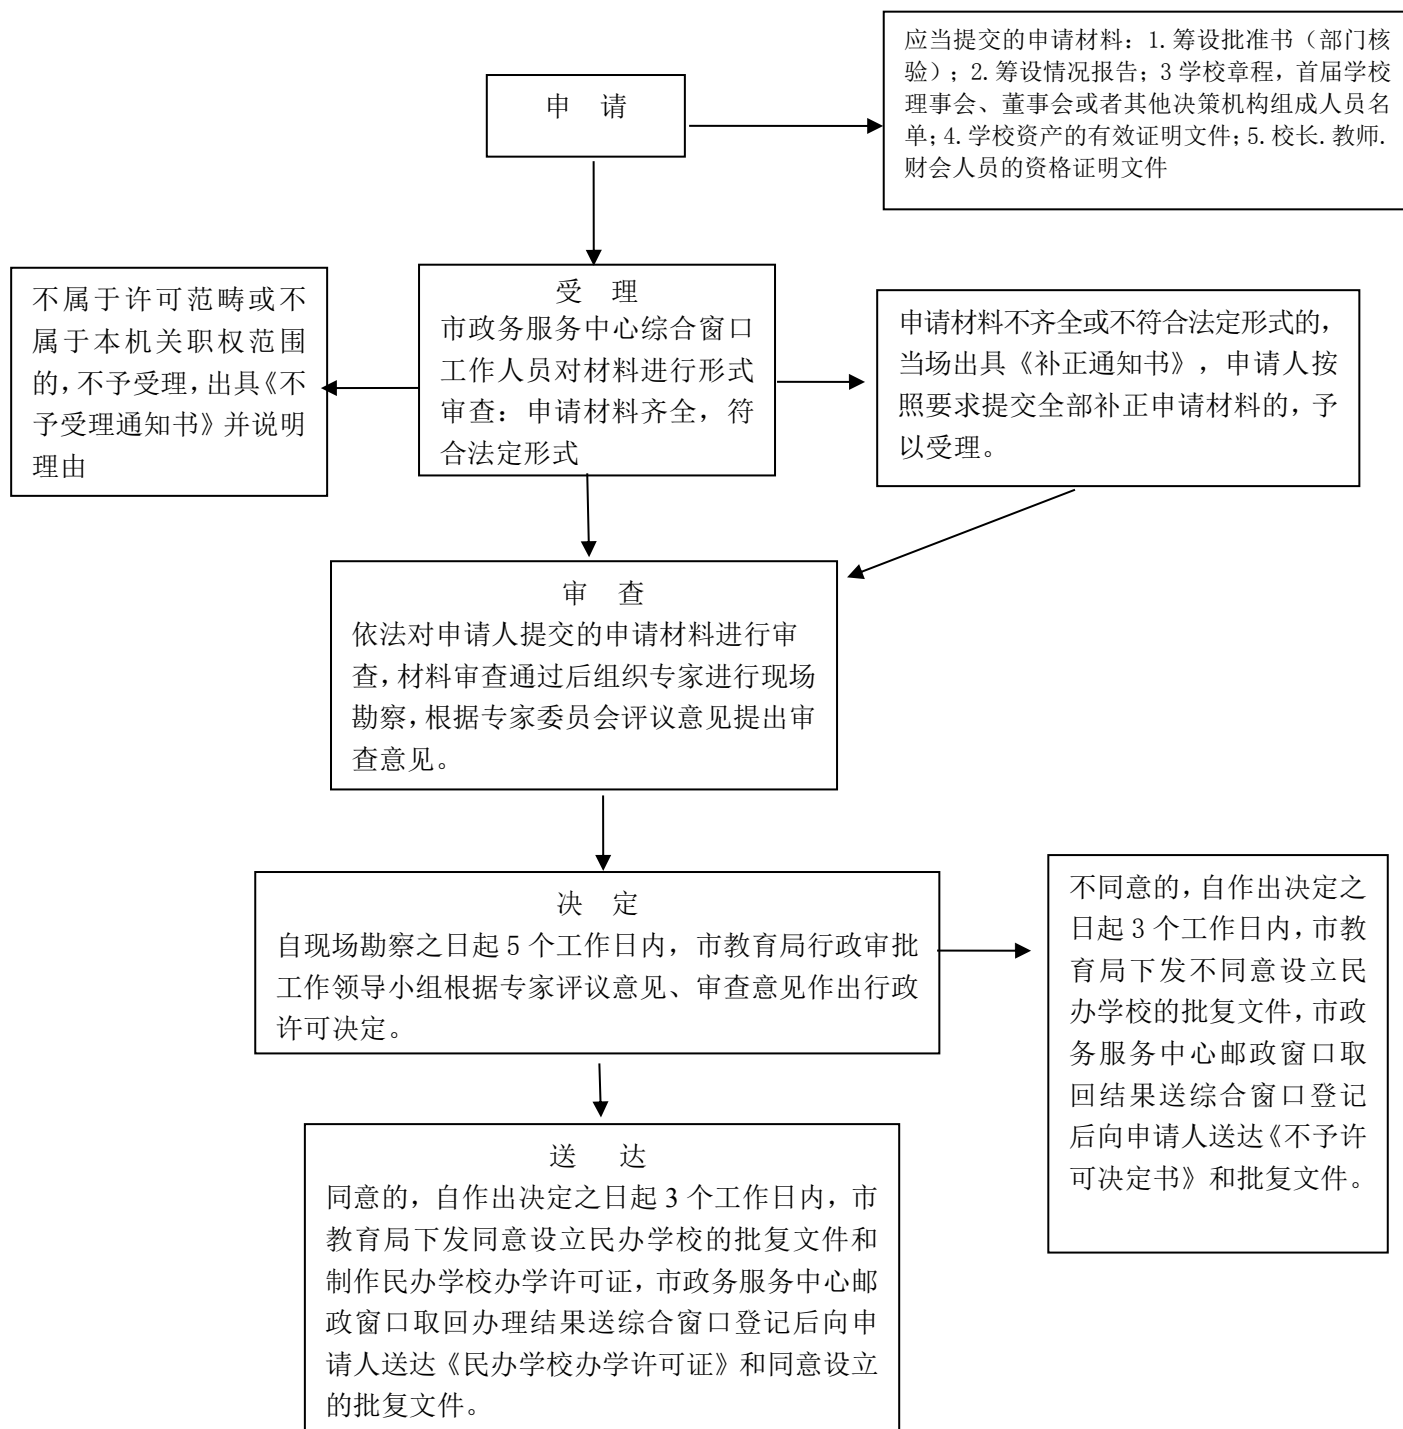 申 请
应当提交的申请材料：1.筹设批准书（部门核
验）；2.筹设情况报告；3 学校章程，首届学校
理事会、董事会或者其他决策机构组成人员名
单；4.学校资产的有效证明文件；5.校长.教师.
财会人员的资格证明文件
不属于许可范畴或不
属于本机关职权范围
的，不予受理，出具《不
予受理通知书》并说明
理由
受 理
市政务服务中心综合窗口
工作人员对材料进行形式
审查：申请材料齐全，符
合法定形式
申请材料不齐全或不符合法定形式的，
当场出具《补正通知书》，申请人按
照要求提交全部补正申请材料的，予
以受理。
审 查
依法对申请人提交的申请材料进行审
查，材料审查通过后组织专家进行现场
勘察，根据专家委员会评议意见提出审
查意见。
决 定
自现场勘察之日起 5 个工作日内，市教育局行政审批
工作领导小组根据专家评议意见、审查意见作出行政
许可决定。
不同意的，自作出决定之
日起 3 个工作日内，市教
育局下发不同意设立民
办学校的批复文件，市政
务服务中心邮政窗口取
回结果送综合窗口登记
后向申请人送达《不予许
可决定书》和批复文件。
送 达
同意的，自作出决定之日起 3 个工作日内，市
教育局下发同意设立民办学校的批复文件和
制作民办学校办学许可证，市政务服务中心邮
政窗口取回办理结果送综合窗口登记后向申
请人送达《民办学校办学许可证》和同意设立
的批复文件。